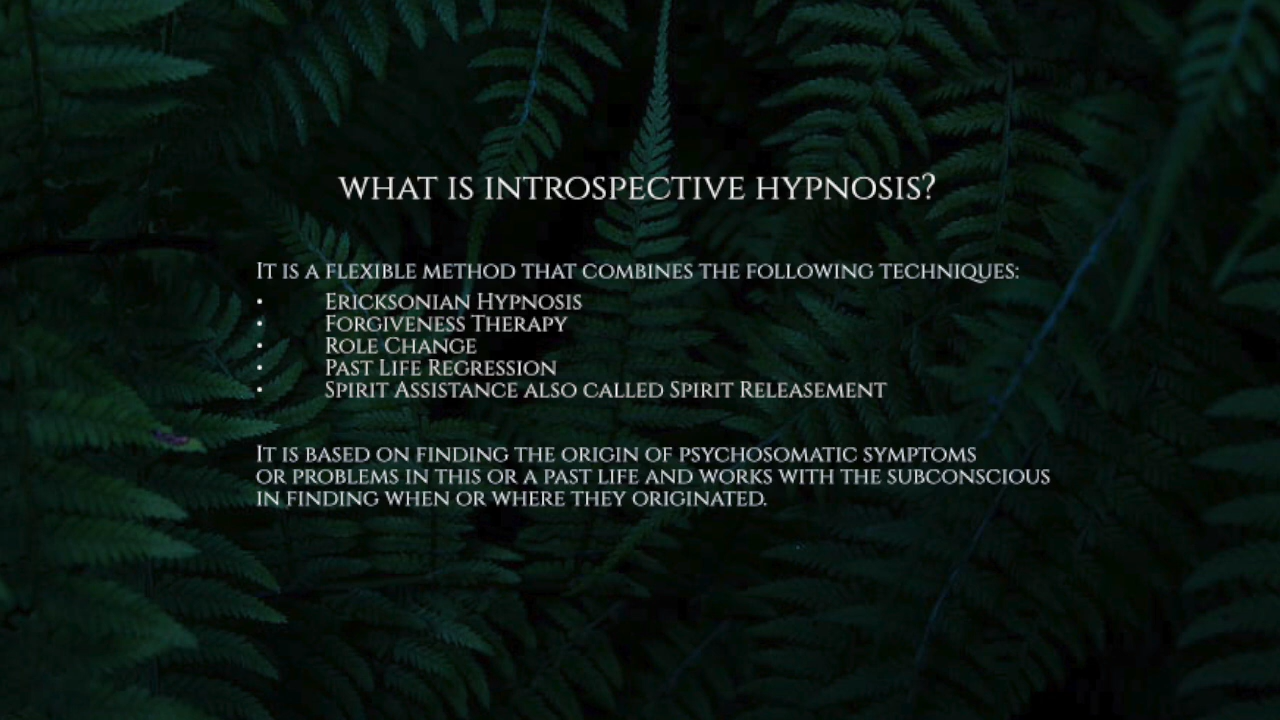 WHAT IS INTROSPECTIVE HYPNOSIS?
IT IS A FLEXIBLE METHOD THAT COMBINES THE FOLLOWING TECHNIQUES:
• ERICKSONIAN HYPNOSIS
• FORGIVENESS THERAPY
• ROLE CHANGE
• PAST LIFE REGRESSION
• SPIRIT ASSISTANCE ALSO CALLED SPIRIT RELEASEMENT
IT IS BASED ON FINDING THE ORIGIN OF PSYCHOSOMATIC SYMPTOMS
OR PROBLEMS IN THIS OR A PAST LIFE AND WORKS WITH THE SUBCONSCIOUS
IN FINDING WHEN OR WHERE THEY ORIGINATED.